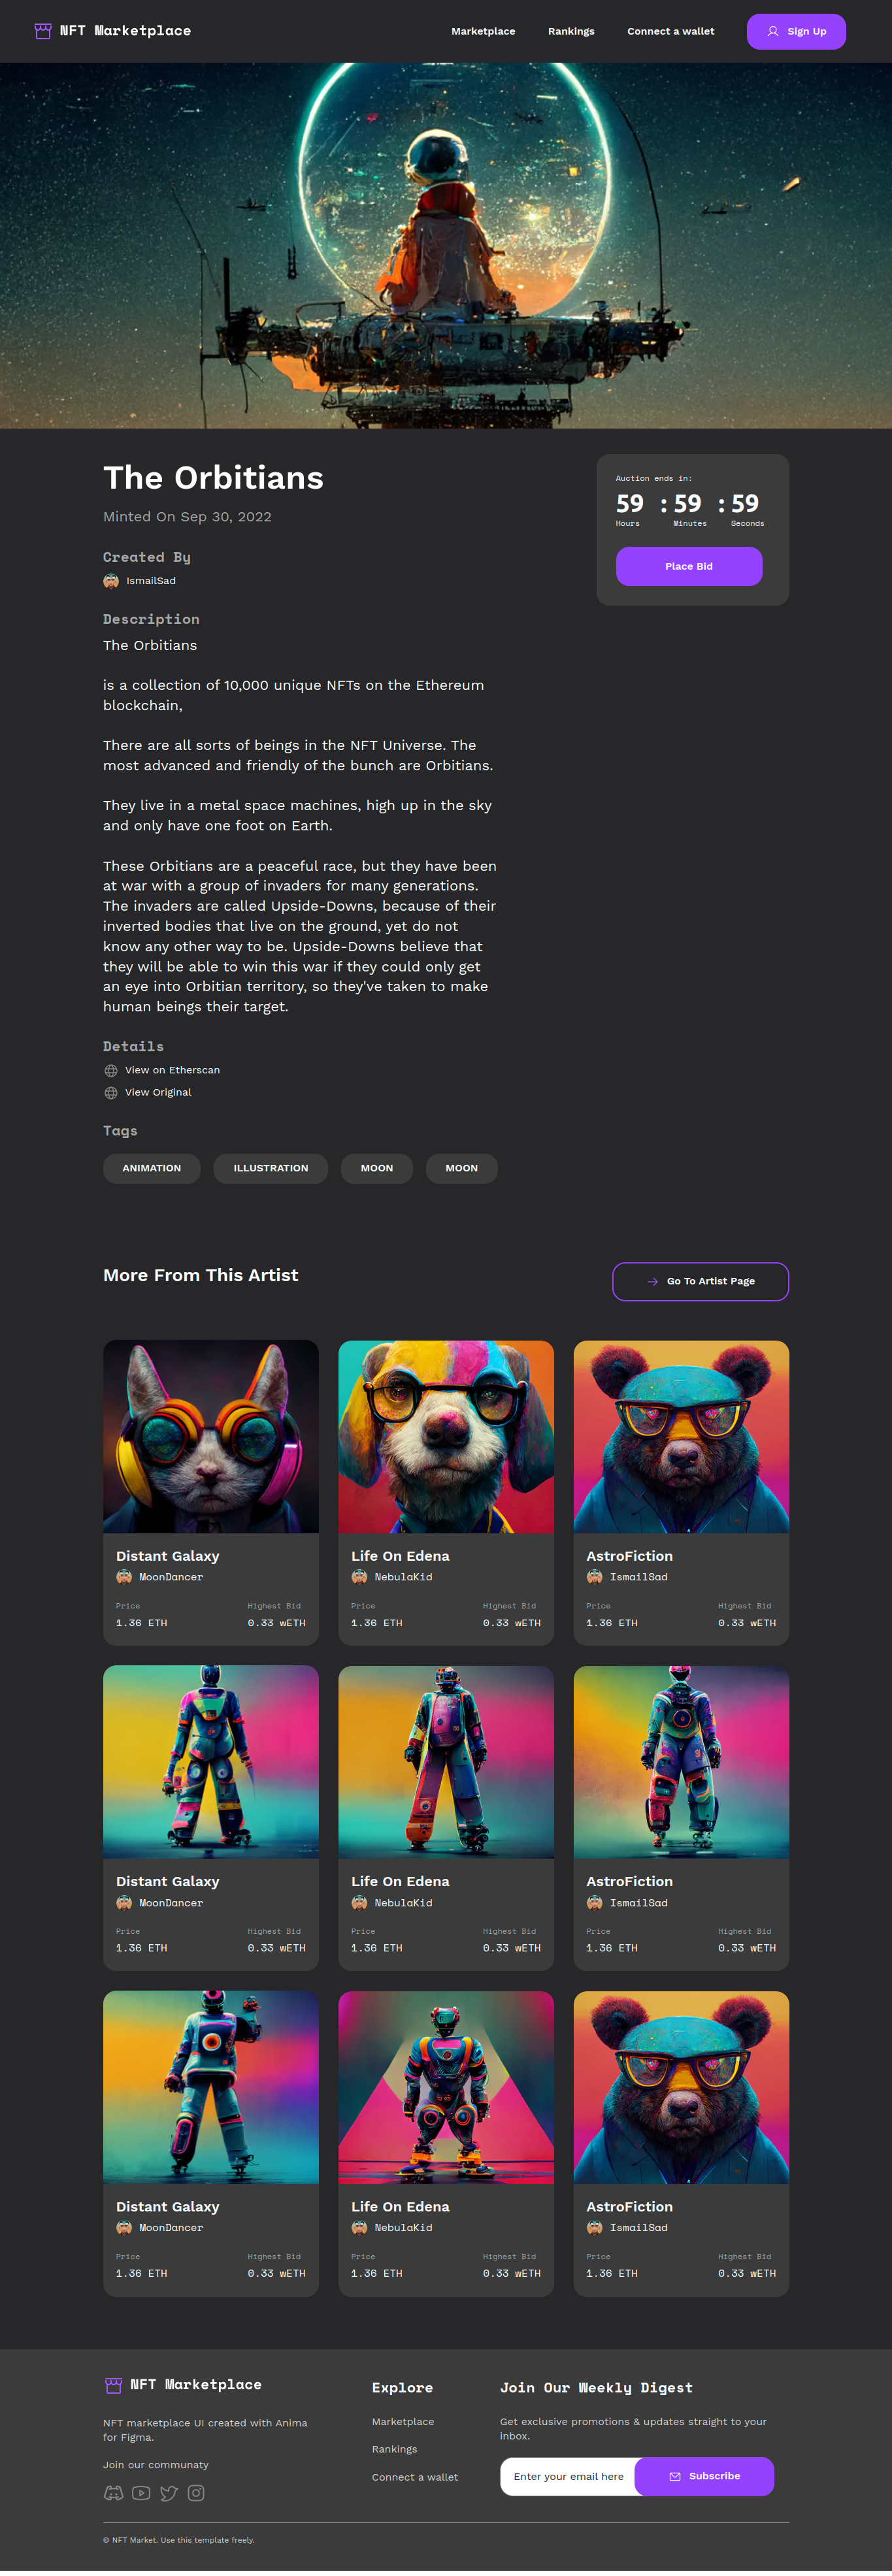 NFT Marketplace
Marketplace
Rankings
Connect a wallet
Sign Up
The Orbitians
Minted On Sep 30, 2022
Auction ends in:
59 : 59 : 59
Hours Minutes Seconds
Place Bid
Created By
IsmailSad
Description
The Orbitians
is a collection of 10,000 unique NFTs on the Ethereum
blockchain,
There are all sorts of beings in the NFT Universe. The
most advanced and friendly of the bunch are Orbitians.
They live in a metal space machines, high up in the sky
and only have one foot on Earth.
These Orbitians are a peaceful race, but they have been
at war with a group of invaders for many generations.
The invaders are called Upside-Downs, because of their
inverted bodies that live on the ground, yet do not
know any other way to be. Upside-Downs believe that
they will be able to win this war if they could only get
an eye into Orbitian territory, so they've taken to make
human beings their target.
Details
View on Etherscan
View Original
Tags
ANIMATION ILLUSTRATION MOON MOON
More From This Artist
Go To Artist Page
Distant Galaxy
MoonDancer
Price Highest Bid
1.36 ETH 0.33 wETH
Life On Edena
NebulaKid
Price Highest Bid
1.36 ETH 0.33 wETH
AstroFiction
IsmailSad
Price Highest Bid
1.36 ETH 0.33 wETH
Distant Galaxy
MoonDancer
Price Highest Bid
1.36 ETH 0.33 wETH
Life On Edena
NebulaKid
Price Highest Bid
1.36 ETH 0.33 wETH
AstroFiction
IsmailSad
Price Highest Bid
1.36 ETH 0.33 wETH
Distant Galaxy
MoonDancer
Price Highest Bid
1.36 ETH 0.33 wETH
Life On Edena
NebulaKid
Price Highest Bid
1.36 ETH 0.33 wETH
AstroFiction
IsmailSad
Price Highest Bid
1.36 ETH 0.33 wETH
NFT Marketplace
NFT marketplace UI created with Anima
for Figma.
Join our communaty
Explore
Marketplace
Rankings
Connect a wallet
Join Our Weekly Digest
Get exclusive promotions & updates straight to your
inbox.
Enter your email here
Subscribe
© NFT Market. Use this template freely.